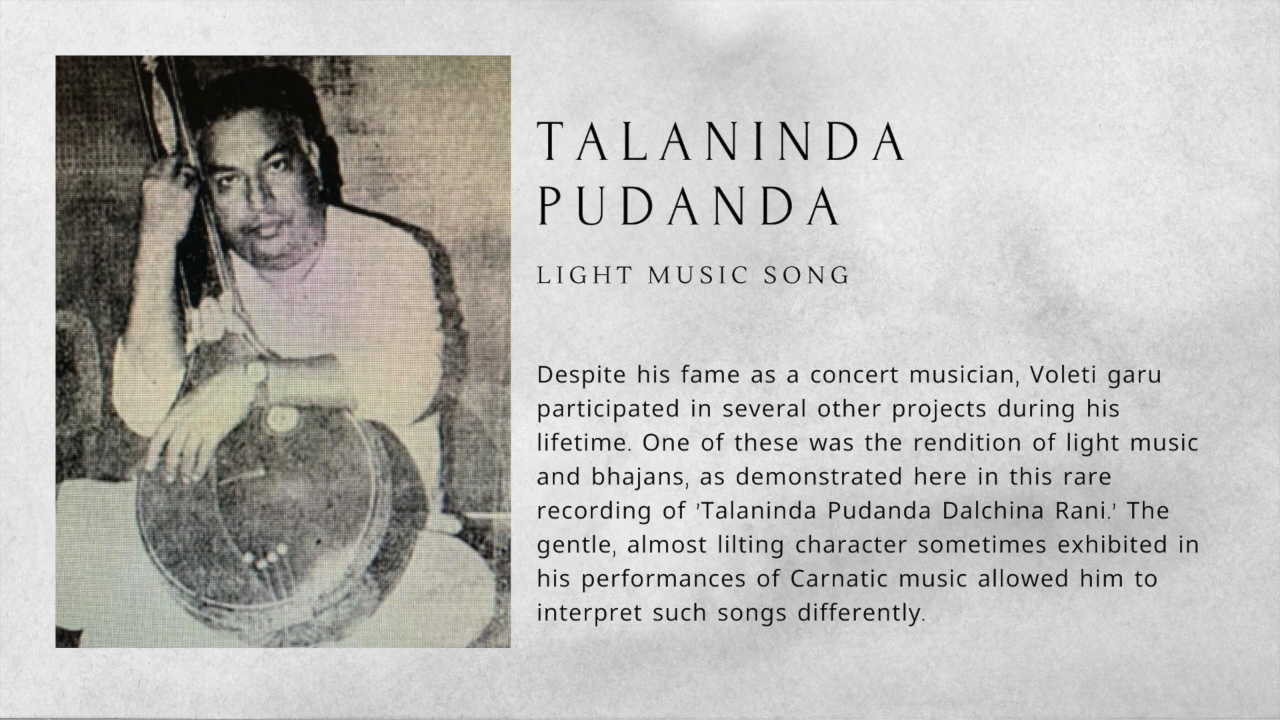 TALANINDA
PUDANDA
LIGHT MUSIC SONG
Despite his fame as a concert musician, Voleti garu
participated in several other projects during his
lifetime. One of these was the rendition of light music
and bhajans, as demonstrated here in this rare
recording of 'Talaninda Pudanda Dalchina Rani.' The
gentle, almost lilting character sometimes exhibited in
his performances of Carnatic music allowed him to
interpret such songs differently.